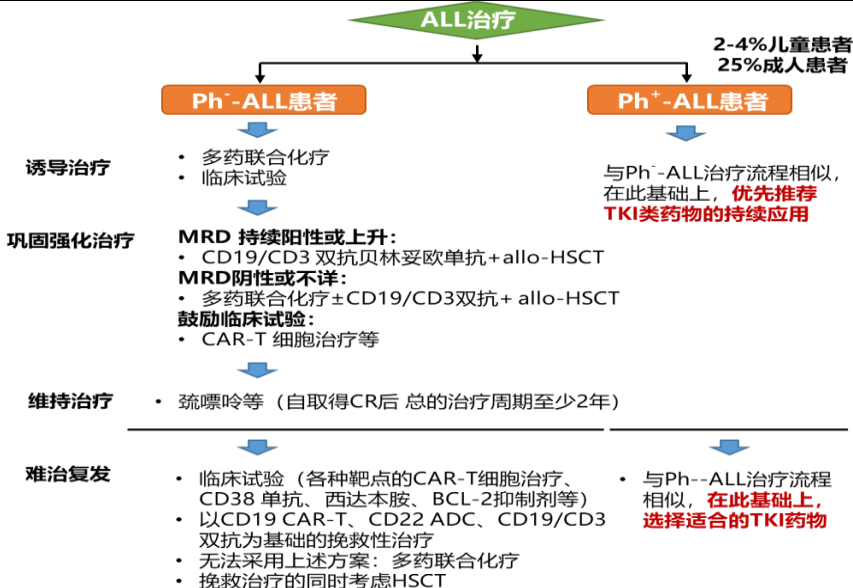 ALL治疗
2-4%儿童患者
25%成人患者
Ph⁻-ALL患者
Ph⁺-ALL患者
诱导治疗
• 多药联合化疗
• 临床试验
与Ph⁻-ALL治疗流程相似，
在此基础上，优先推荐
TKI类药物的持续应用
巩固强化治疗
MRD 持续阳性或上升：
• CD19/CD3 双抗贝林妥欧单抗+allo-HSCT
MRD阴性或不详：
• 多药联合化疗±CD19/CD3双抗+ allo-HSCT
鼓励临床试验：
• CAR-T 细胞治疗等
维持治疗
• 巯嘌呤等（自取得CR后 总的治疗周期至少2年）
难治复发
• 临床试验（各种靶点的CAR-T细胞治疗、
CD38 单抗、西达本胺、BCL-2抑制剂等）
• 以CD19 CAR-T、CD22 ADC、CD19/CD3
双抗为基础的挽救性治疗
• 无法采用上述方案：多药联合化疗
• 挽救治疗的同时考虑HSCT
• 与Ph--ALL治疗流程
相似，在此基础上，
选择适合的TKI药物